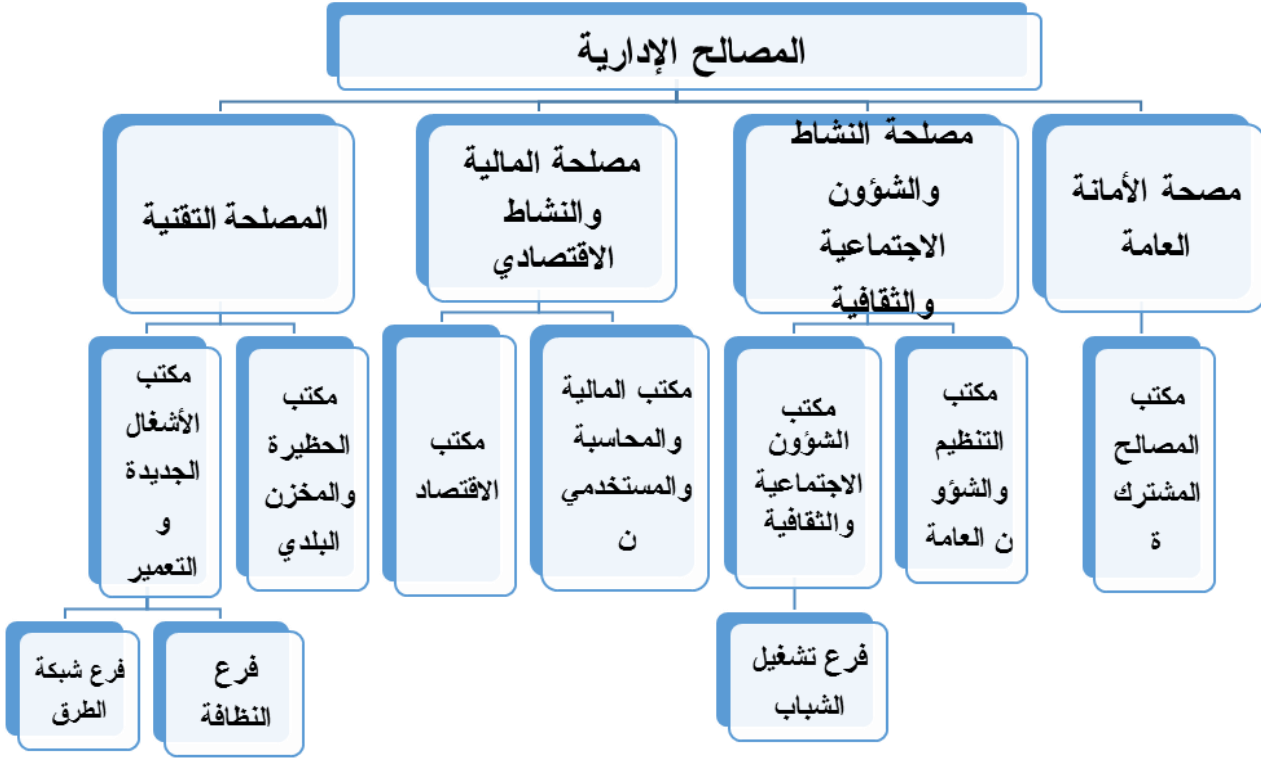 المصالح الإدارية
مصحة الأمانة
العامة
مصلحة النشاط
والشؤون
الاجتماعية
والثقافية
مصلحة المالية
والنشاط
الاقتصادي
المصلحة التقنية
مكتب
المصالح
المشترك
ة
مكتب
التنظيم
والشؤو
ن العامة
مكتب
الشؤون
الاجتماعية
والثقافية
مكتب المالية
والمحاسبة
والمستخدمي
ن
مكتب
الاقتصاد
مكتب
الحظيرة
والمخزن
البلدي
مكتب
الأشغال
الجديدة
و
التعمير
فرع تشغيل
الشباب
فرع
النظافة
فرع شبكة
الطرق